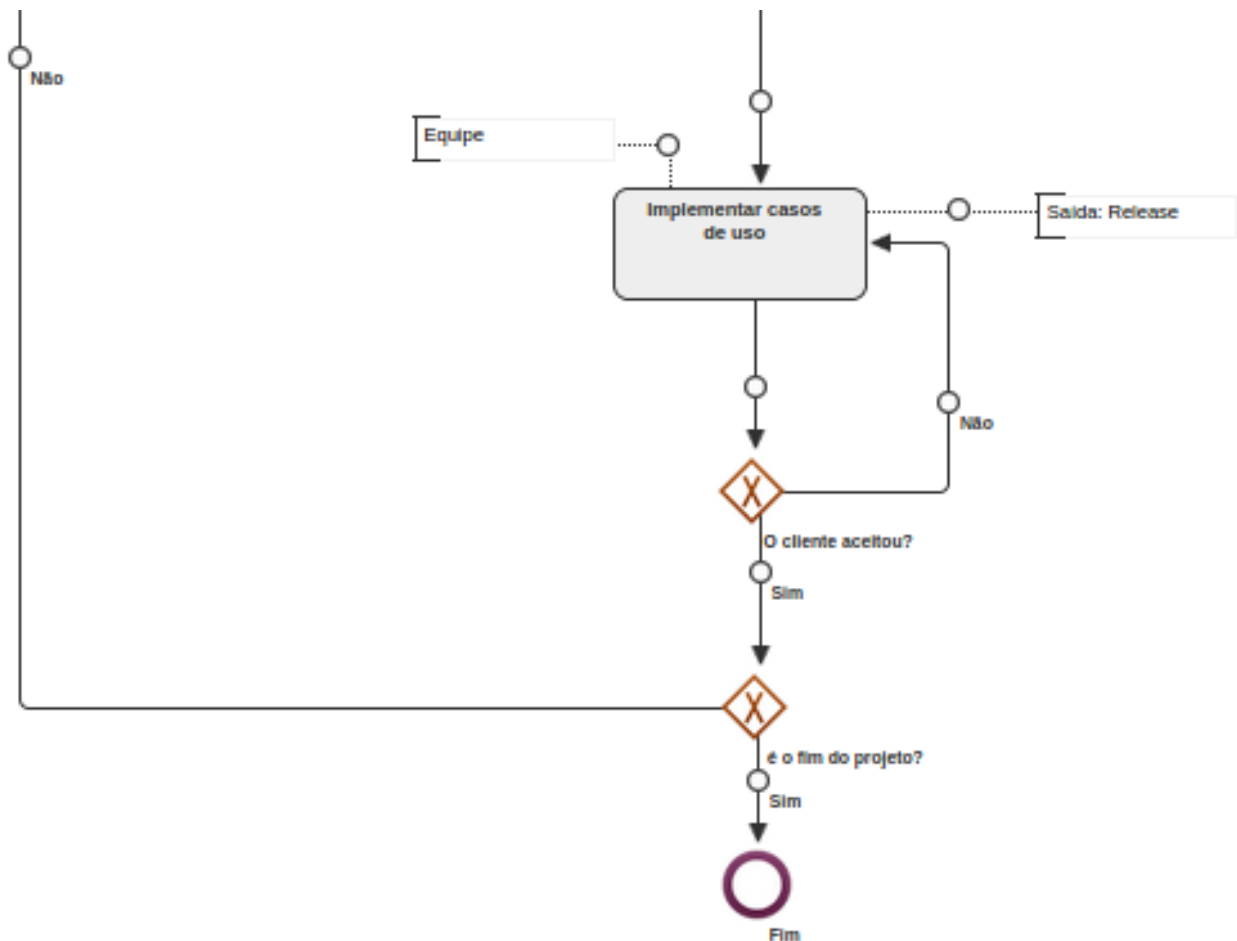 Não
Equipe
Implementar casos
de uso
Saída: Release
Não
O cliente aceitou?
Sim
é o fim do projeto?
Sim
Fim